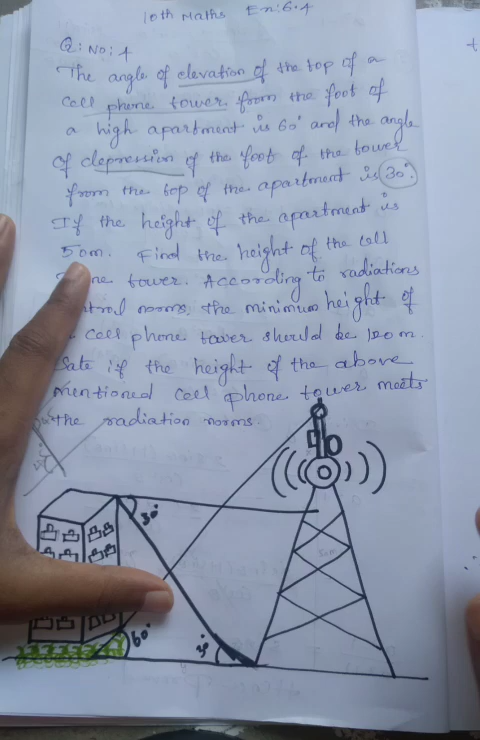 10th Maths Ex:6.4
Q: No: 4
The angle of elevation of the top of a
cell phone tower from the foot of
a high apartment is 60° and the angle
of depression of the foot of the tower
from the top of the apartment is 30°.
If the height of the apartment is
50m. Find the height of the cell
tower. According to radiations
norms, the minimum height of
cell phone tower should be 120 m.
Sate if the height of the above
mentioned cell phone tower meets
the radiation norms.
30°
60°